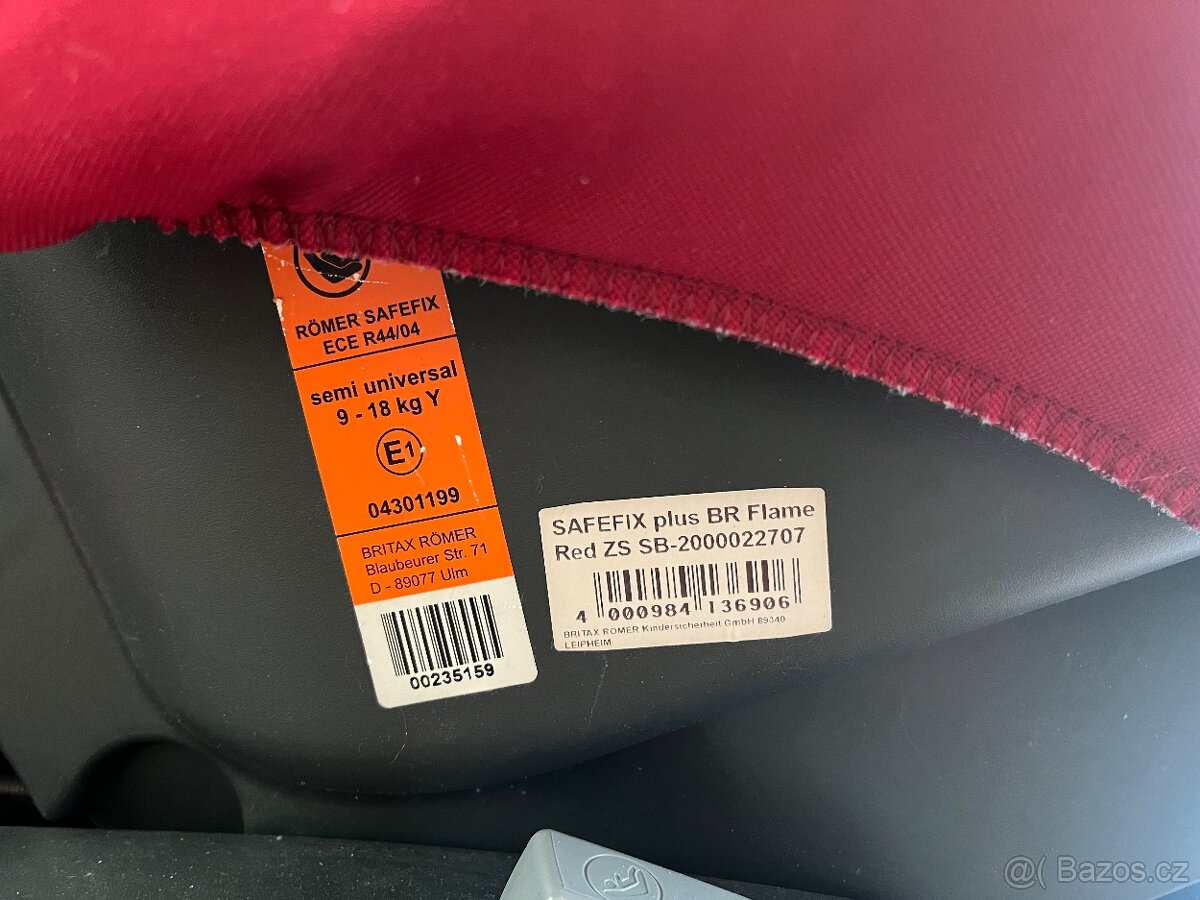 RÖMER SAFEFIX
ECE R44/04
semi universal
9 - 18 kg Y
E1
04301199
BRITAX RÖMER
Blaubeurer Str. 71
D - 89077 Ulm
00235159
SAFEFIX plus BR Flame
Red ZS SB-2000022707
4 000984 136906
BRITAX RÖMER Kindersicherheit GmbH 89340
LEIPHEIM
@( Bazos.cz